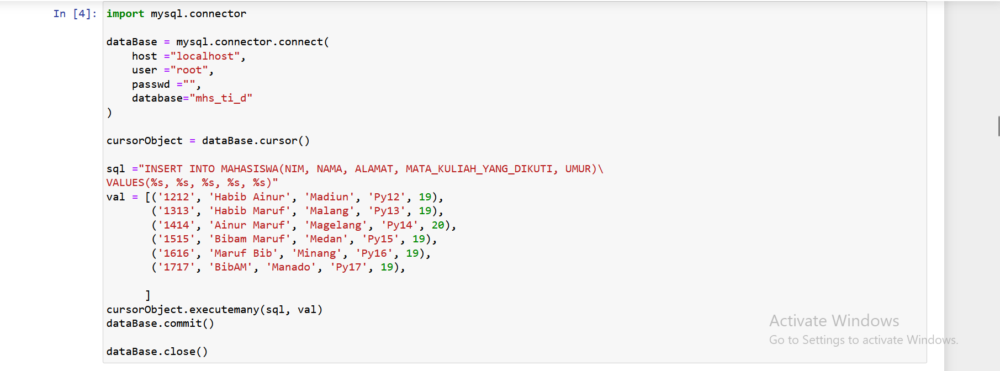 In [4]: import mysql.connector
dataBase = mysql.connector.connect(
host ="localhost",
user ="root",
passwd ="",
database="mhs_ti_d"
)
cursorObject = dataBase.cursor()
sql ="INSERT INTO MAHASISWA(NIM, NAMA, ALAMAT, MATA_KULIAH_YANG_DIKUTI, UMUR)\
VALUES(%s, %s, %s, %s, %s)"
val = [('1212', 'Habib Ainur', 'Madiun', 'Py12', 19),
('1313', 'Habib Maruf', 'Malang', 'Py13', 19),
('1414', 'Ainur Maruf', 'Magelang', 'Py14', 20),
('1515', 'Bibam Maruf', 'Medan', 'Py15', 19),
('1616', 'Maruf Bib', 'Minang', 'Py16', 19),
('1717', 'BibAM', 'Manado', 'Py17', 19),
]
cursorObject.executemany(sql, val)
dataBase.commit()
dataBase.close()
Activate Windows
Go to Settings to activate Windows.